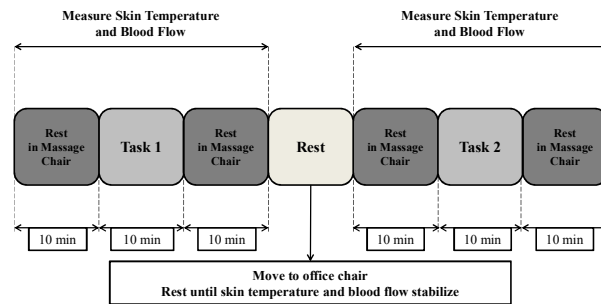 Measure Skin Temperature
and Blood Flow
Measure Skin Temperature
and Blood Flow
Rest
in Massage
Chair
Task 1
Rest
in Massage
Chair
Rest
Rest
in Massage
Chair
Task 2
Rest
in Massage
Chair
10 min
10 min
10 min
10 min
10 min
10 min
Move to office chair
Rest until skin temperature and blood flow stabilize